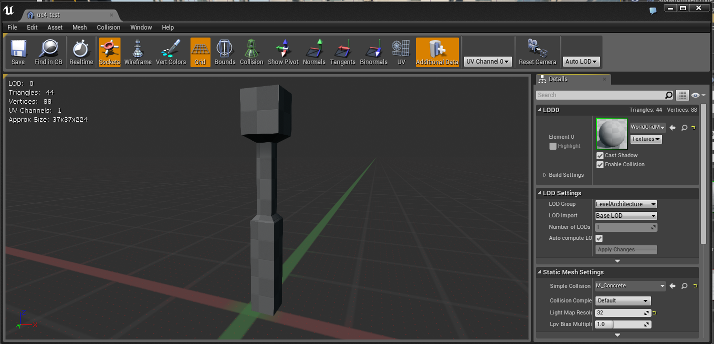 ue4-test
File Edit Asset Mesh Collision Window Help
Save Find in CB Realtime Sockets Wireframe Vert Colors Grid Bounds Collision Show Pivot Normals Tangents Binormals UV Additional Data UV Channel 0 Reset Camera Auto LOD
LOD: 0
Triangles: 44
Vertices: 88
UV Channels: 1
Approx Size: 37x37x224
Details
Search
LOD0 Triangles: 44 Vertices: 88
Element 0
Highlight
Textures
Cast Shadow
Enable Collision
Build Settings
LOD Settings
LOD Group LevelArchitecture
LOD Import Base LOD
Number of LODs 1
Auto compute LO
Apply Changes
Static Mesh Settings
Simple Collision M_Concrete
Collision Comple Default
Light Map Resolu 32
Lpv Bias Multipli 1.0